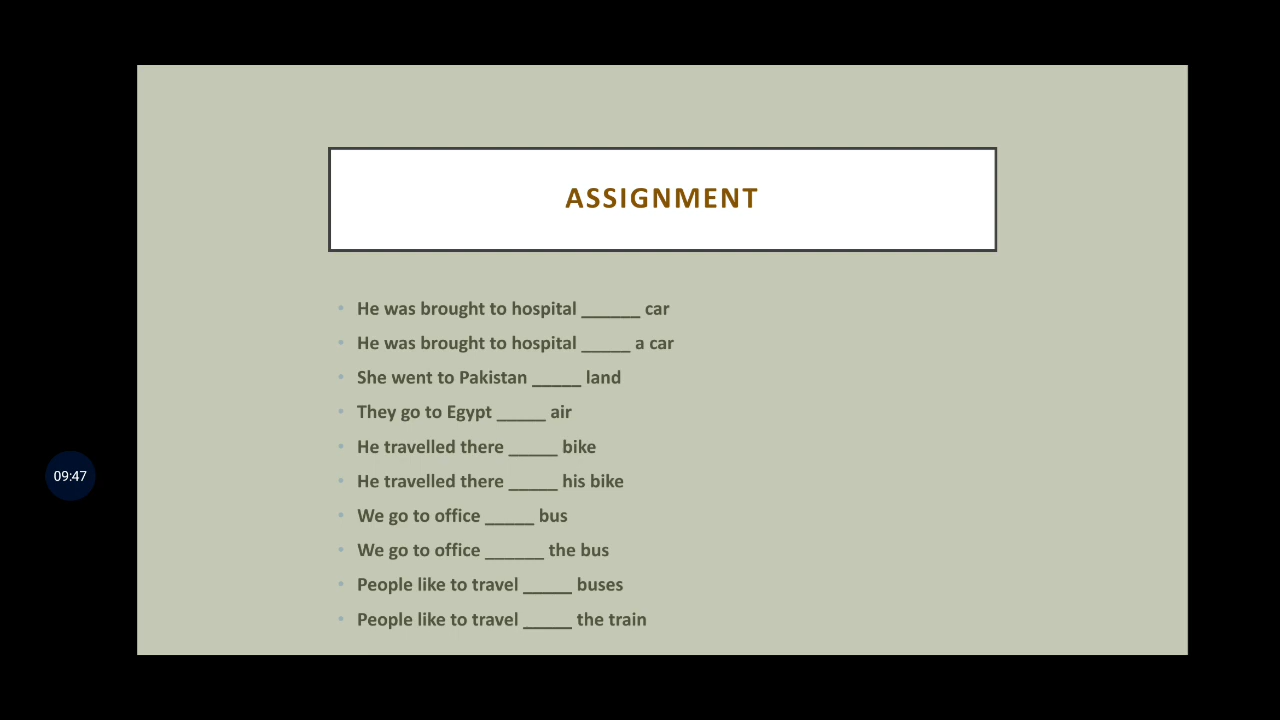 ASSIGNMENT
• He was brought to hospital ______ car
• He was brought to hospital _____ a car
• She went to Pakistan _____ land
• They go to Egypt _____ air
• He travelled there _____ bike
• He travelled there _____ his bike
• We go to office _____ bus
• We go to office ______ the bus
• People like to travel _____ buses
• People like to travel _____ the train
09:47